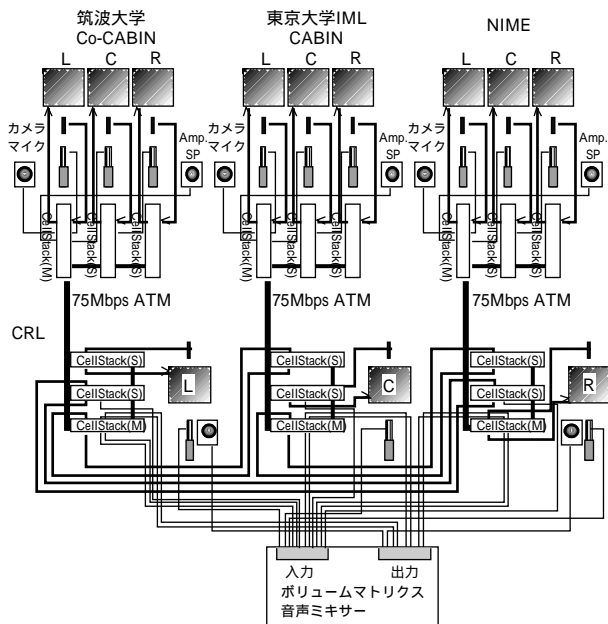 筑波大学
Co-CABIN
東京大学IML
CABIN
NIME
L C R
L C R
L C R
カメラ
マイク
Amp.
SP
カメラ
マイク
Amp.
SP
カメラ
マイク
Amp.
SP
CellStack(M)
CellStack(S)
CellStack(S)
CellStack(M)
CellStack(S)
CellStack(S)
CellStack(M)
CellStack(S)
CellStack(S)
75Mbps ATM
75Mbps ATM
75Mbps ATM
CRL
CellStack(S)
CellStack(S)
CellStack(M)
L
CellStack(S)
CellStack(S)
CellStack(M)
C
CellStack(S)
CellStack(S)
CellStack(M)
R
入力 出力
ボリュームマトリクス
音声ミキサー